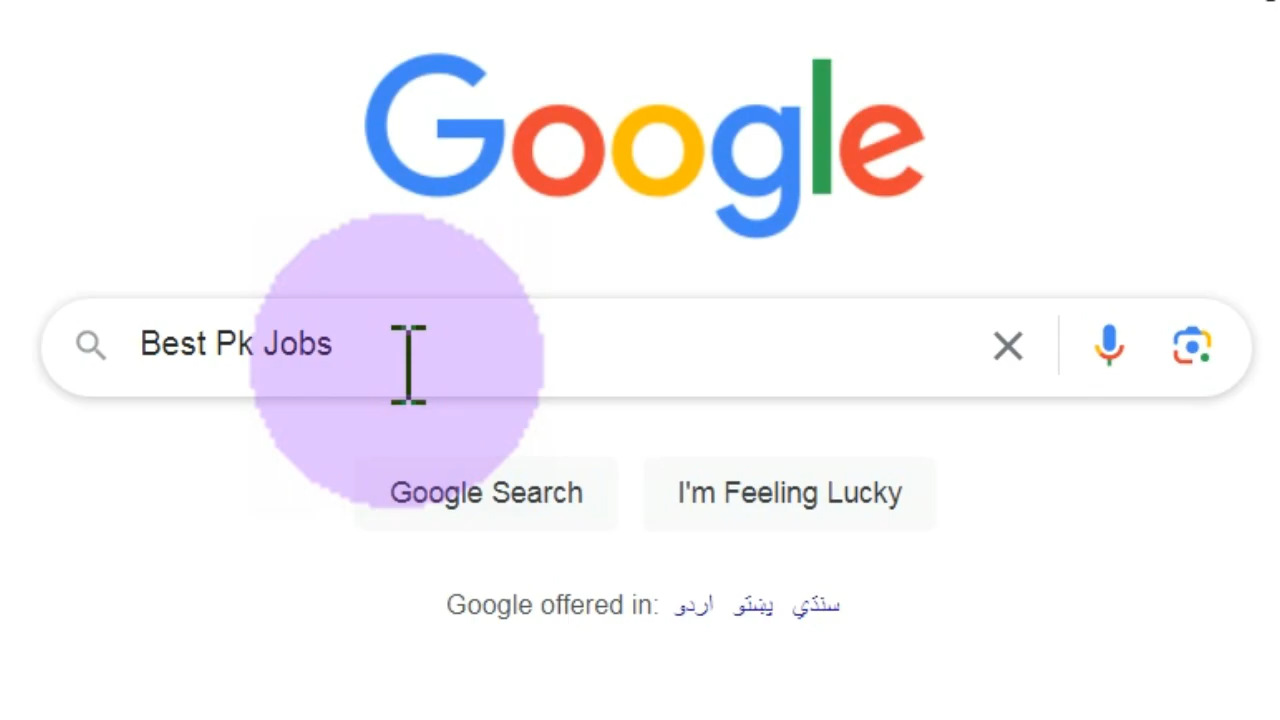 Google
Best Pk Jobs
Google Search I'm Feeling Lucky
Google offered in: اردو پښتو سنڌي